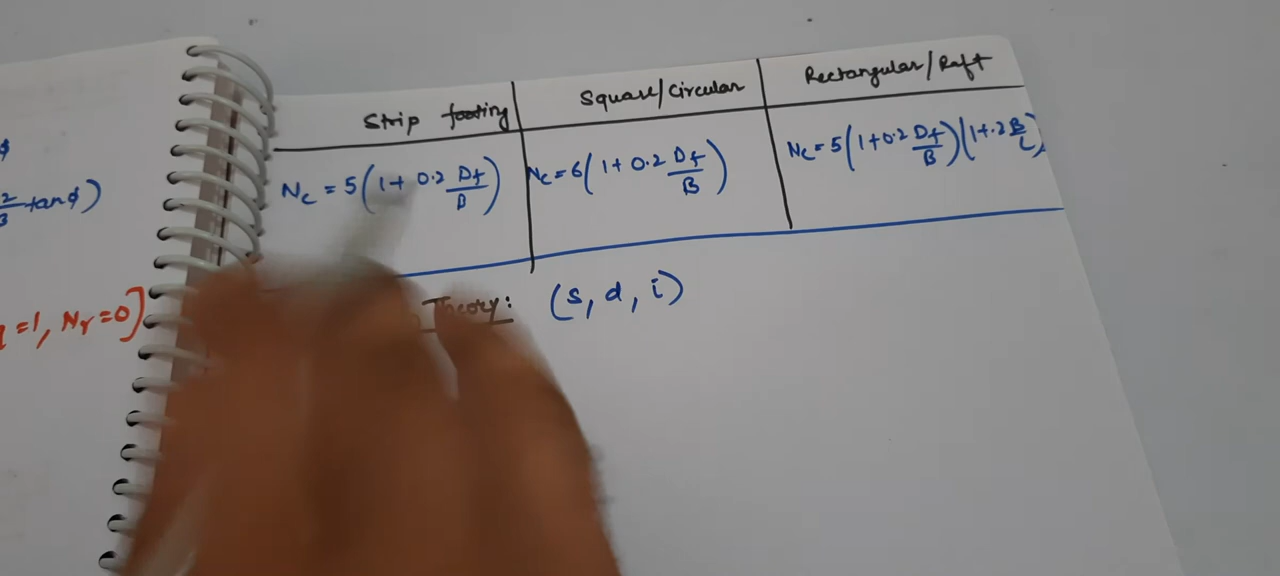 Strip footing
Square/Circular
Rectangular/Raft
Nc = 5(1+ 0.2 Df/B)
Nc = 6(1+ 0.2 Df/B)
Nc = 5(1+0.2 Df/B)(1+.2B/L)
Theory: (s, d, i)
tanϕ)
=1, Nγ=0]